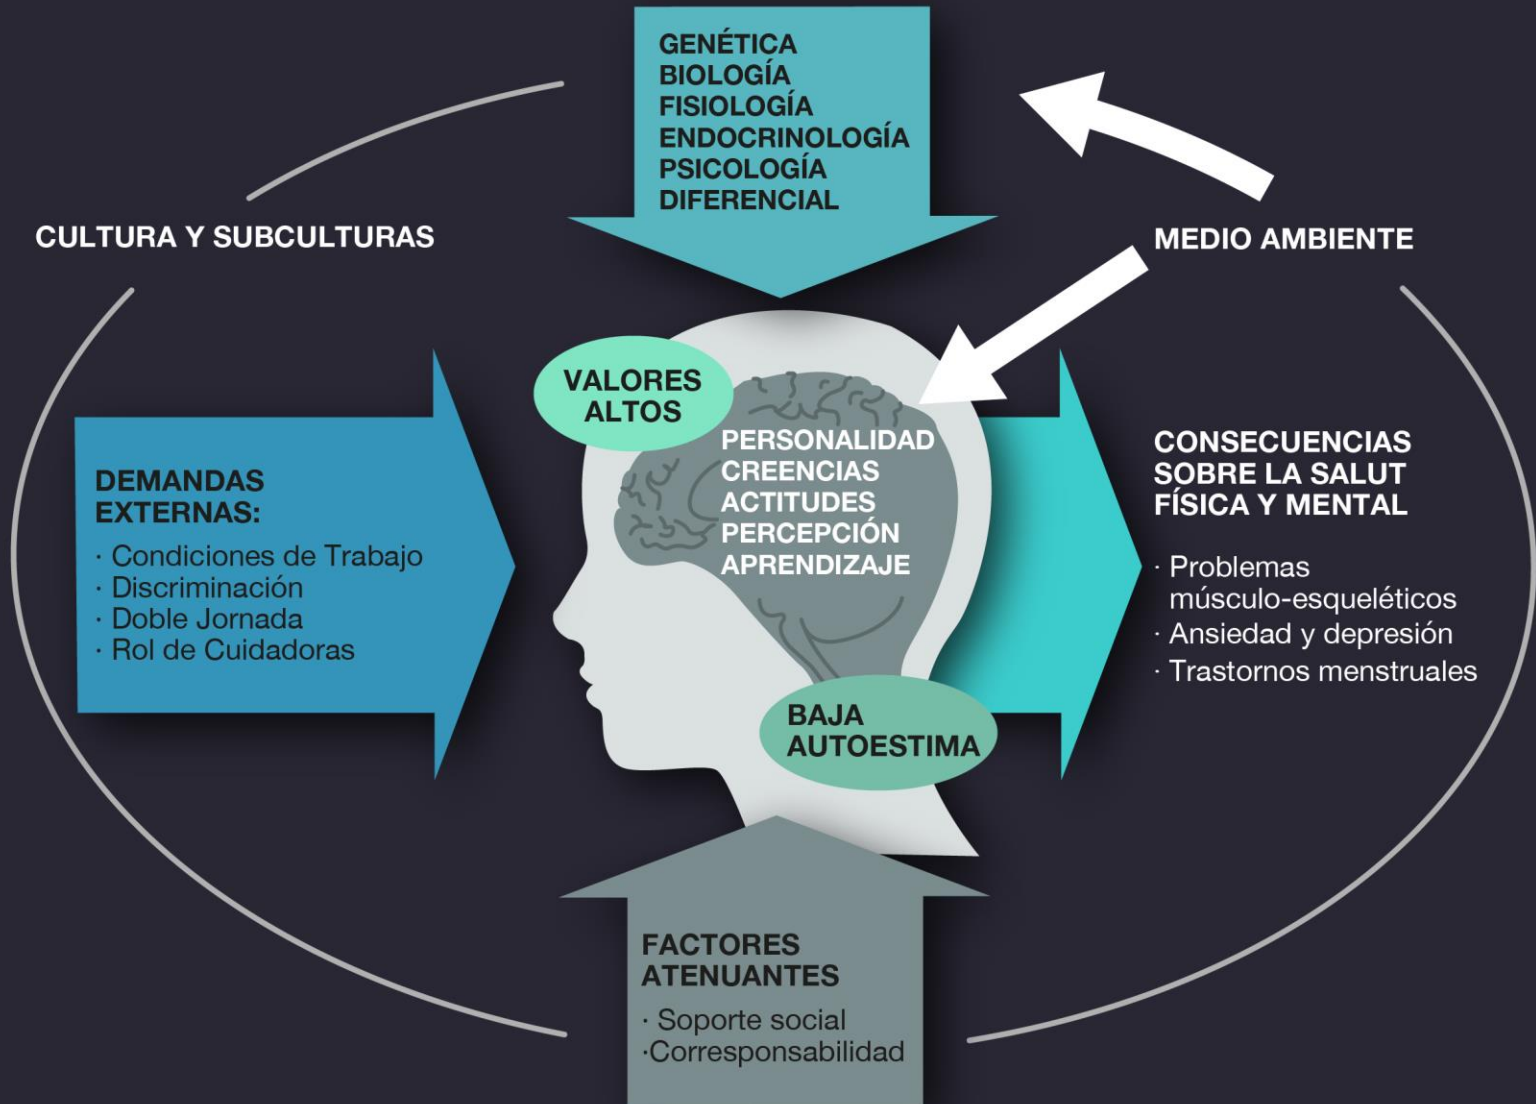 GENÉTICA
BIOLOGÍA
FISIOLOGÍA
ENDOCRINOLOGÍA
PSICOLOGÍA
DIFERENCIAL
CULTURA Y SUBCULTURAS
MEDIO AMBIENTE
VALORES
ALTOS
PERSONALIDAD
CREENCIAS
ACTITUDES
PERCEPCIÓN
APRENDIZAJE
DEMANDAS
EXTERNAS:
· Condiciones de Trabajo
· Discriminación
· Doble Jornada
· Rol de Cuidadoras
CONSECUENCIAS
SOBRE LA SALUT
FÍSICA Y MENTAL
· Problemas
músculo-esqueléticos
· Ansiedad y depresión
· Trastornos menstruales
BAJA
AUTOESTIMA
FACTORES
ATENUANTES
· Soporte social
·Corresponsabilidad